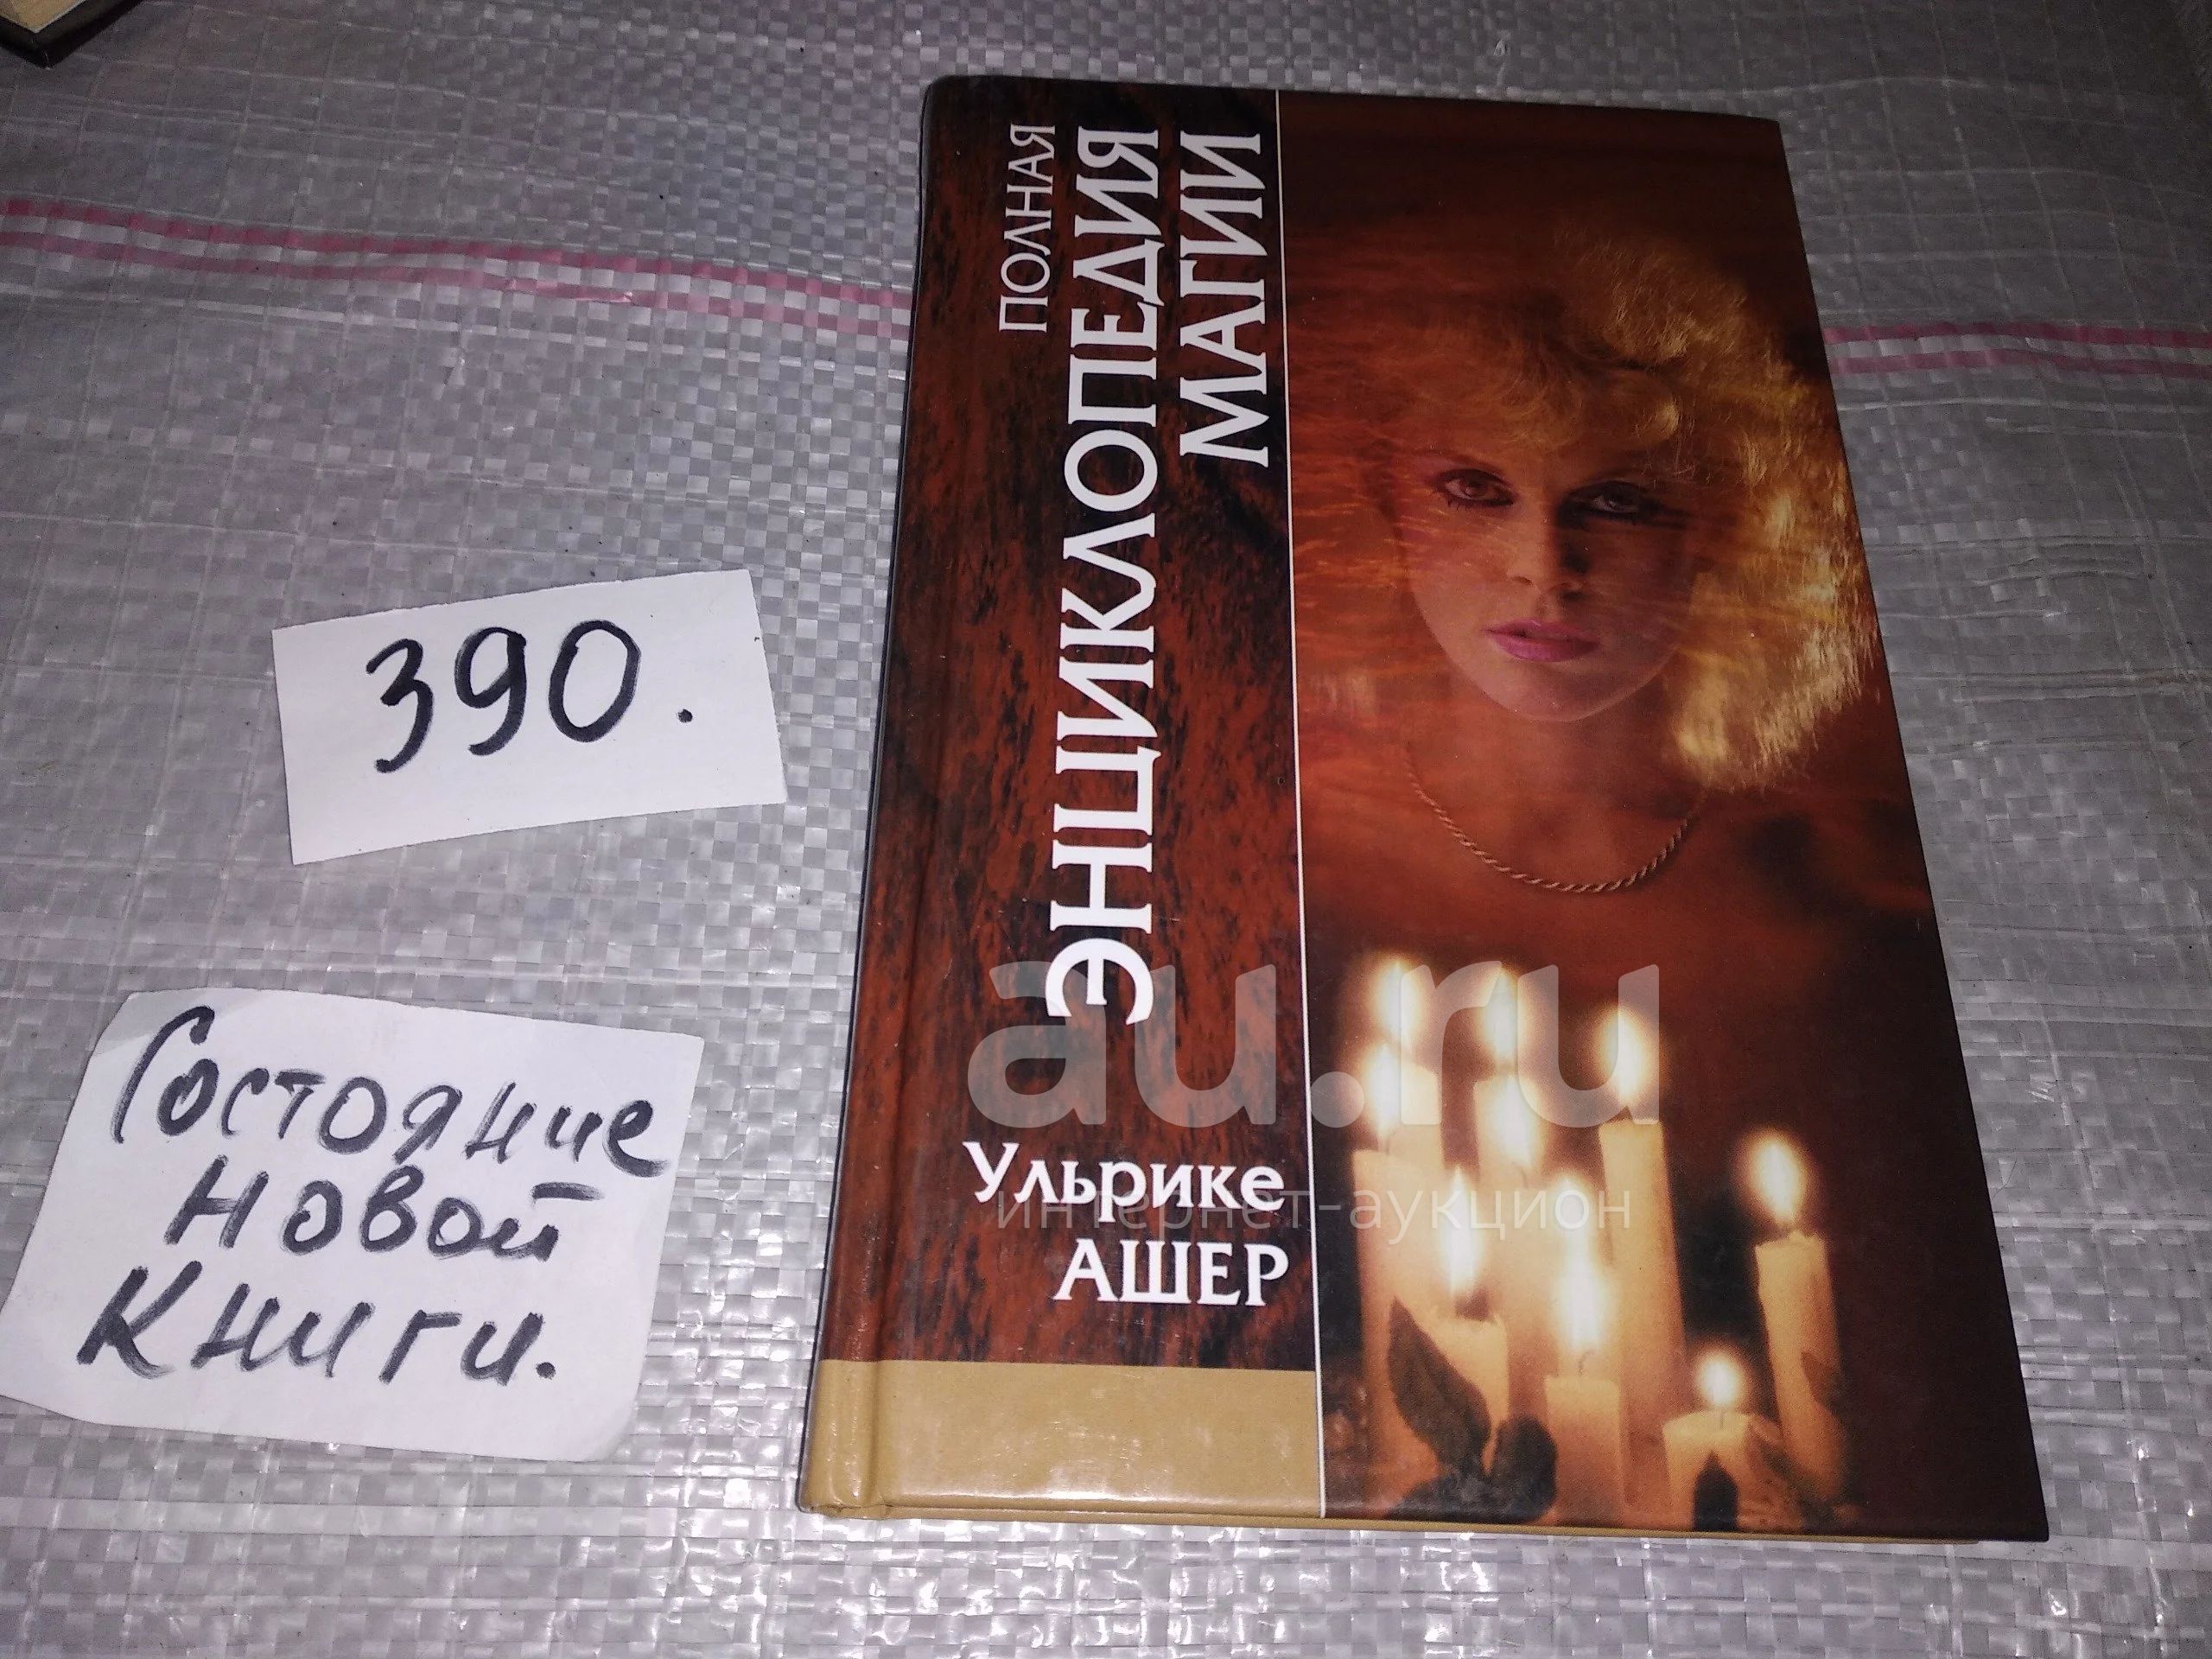 ПОЛНАЯ
ЭНЦИКЛОПЕДИЯ
МАГИИ
Ульрике
АШЕР
390.
Состояние
новой
книги.
au.ru
интернет-аукцион